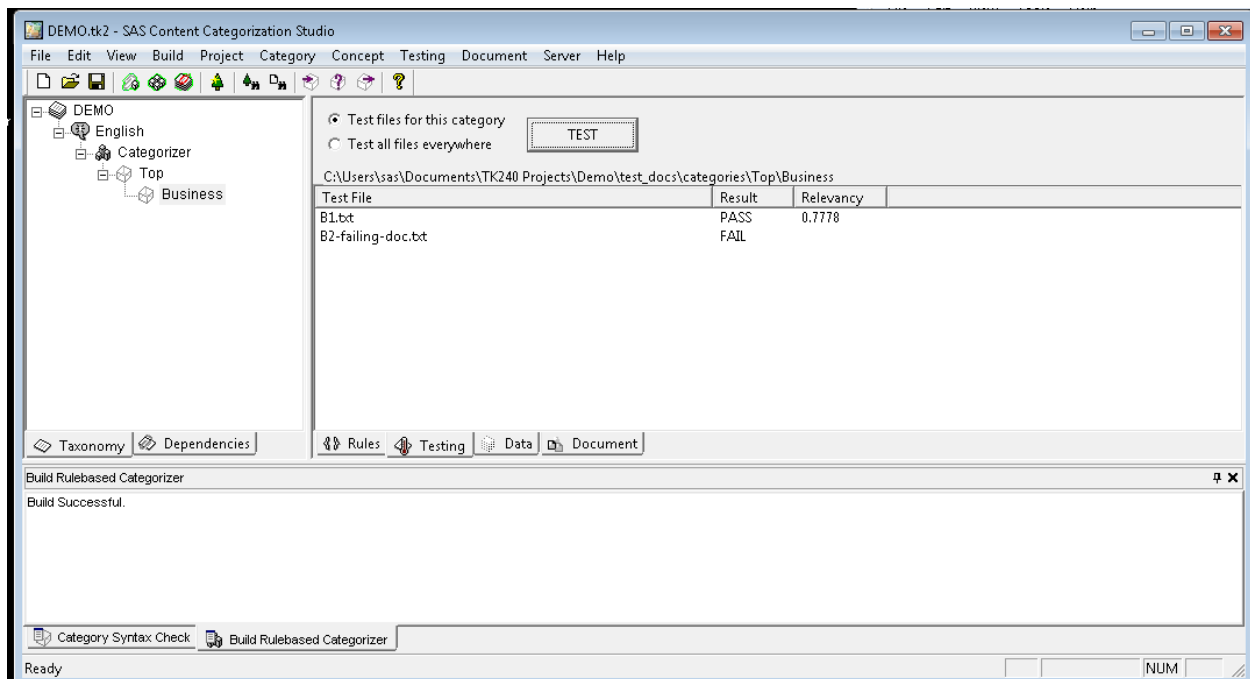 DEMO.tk2 - SAS Content Categorization Studio
File Edit View Build Project Category Concept Testing Document Server Help
DEMO
English
Categorizer
Top
Business
Test files for this category
Test all files everywhere
TEST
C:\Users\sas\Documents\TK240 Projects\Demo\test_docs\categories\Top\Business
Test File Result Relevancy
B1.txt PASS 0.7778
B2-failing-doc.txt FAIL
Taxonomy Dependencies
Rules Testing Data Document
Build Rulebased Categorizer
Build Successful.
Category Syntax Check Build Rulebased Categorizer
Ready NUM